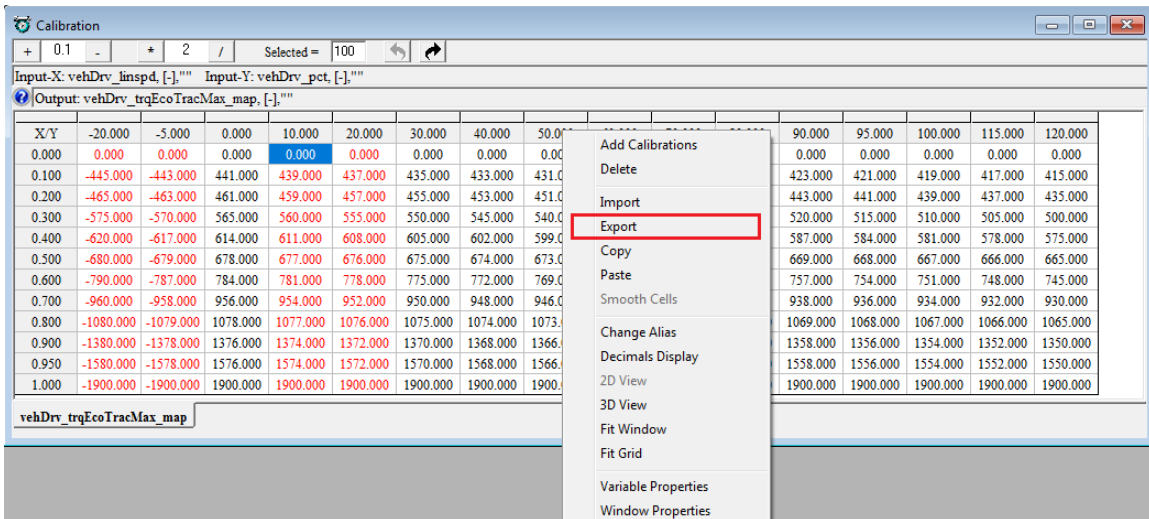 Calibration
+ 0.1 - * 2 / Selected = 100
Input-X: vehDrv_linspd, [-],"" Input-Y: vehDrv_pct, [-],""
Output: vehDrv_trqEcoTracMax_map, [-],""
X/Y -20.000 -5.000 0.000 10.000 20.000 30.000 40.000 90.000 95.000 100.000 115.000 120.000
0.000 0.000 0.000 0.000 0.000 0.000 0.000 0.000 0.000 0.000 0.000 0.000 0.000
0.100 -445.000 -443.000 441.000 439.000 437.000 435.000 433.000 423.000 421.000 419.000 417.000 415.000
0.200 -465.000 -463.000 461.000 459.000 457.000 455.000 453.000 443.000 441.000 439.000 437.000 435.000
0.300 -575.000 -570.000 565.000 560.000 555.000 550.000 545.000 520.000 515.000 510.000 505.000 500.000
0.400 -620.000 -617.000 614.000 611.000 608.000 605.000 602.000 587.000 584.000 581.000 578.000 575.000
0.500 -680.000 -679.000 678.000 677.000 676.000 675.000 674.000 669.000 668.000 667.000 666.000 665.000
0.600 -790.000 -787.000 784.000 781.000 778.000 775.000 772.000 757.000 754.000 751.000 748.000 745.000
0.700 -960.000 -958.000 956.000 954.000 952.000 950.000 948.000 938.000 936.000 934.000 932.000 930.000
0.800 -1080.000 -1079.000 1078.000 1077.000 1076.000 1075.000 1074.000 1069.000 1068.000 1067.000 1066.000 1065.000
0.900 -1380.000 -1378.000 1376.000 1374.000 1372.000 1370.000 1368.000 1358.000 1356.000 1354.000 1352.000 1350.000
0.950 -1580.000 -1578.000 1576.000 1574.000 1572.000 1570.000 1568.000 1558.000 1556.000 1554.000 1552.000 1550.000
1.000 -1900.000 -1900.000 1900.000 1900.000 1900.000 1900.000 1900.000 1900.000 1900.000 1900.000 1900.000 1900.000
vehDrv_trqEcoTracMax_map
Add Calibrations
Delete
Import
Export
Copy
Paste
Smooth Cells
Change Alias
Decimals Display
2D View
3D View
Fit Window
Fit Grid
Variable Properties
Window Properties